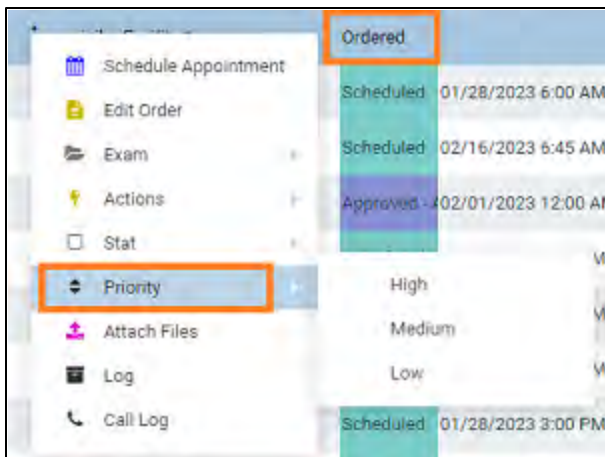 Ordered
Schedule Appointment
Scheduled 01/28/2023 6:00 AM
Edit Order
Exam
Scheduled 02/16/2023 6:45 AM
Actions
Approved - 02/01/2023 12:00 AM
Stat
Priority
High
Attach Files
Medium
Log
Low
Call Log
Scheduled 01/28/2023 3:00 PM